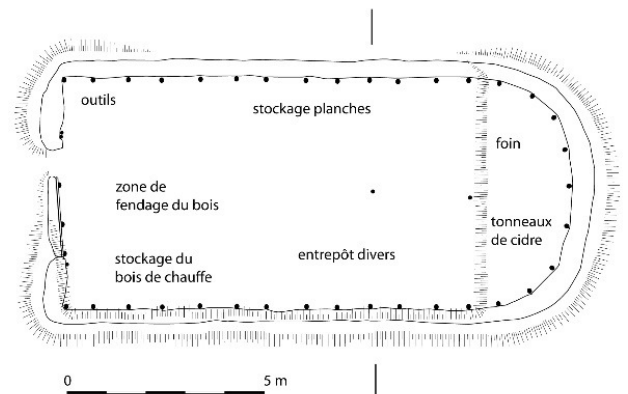 outils
stockage planches
foin
zone de
fendage du bois
tonneaux
de cidre
stockage du
bois de chauffe
entrepôt divers
0 5 m